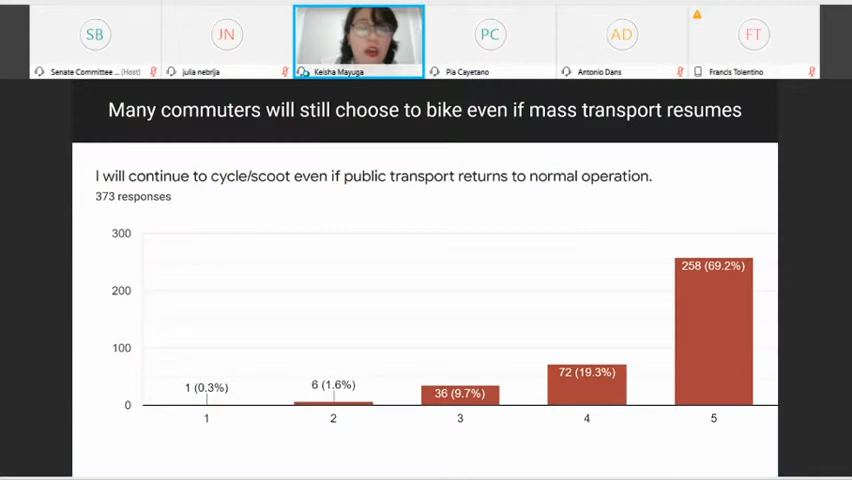 SB
JN
PC
AD
FT
Senate Committee ... (Host)
julia nebrija
Keisha Mayuga
Pia Cayetano
Antonio Dans
Francis Tolentino
Many commuters will still choose to bike even if mass transport resumes
I will continue to cycle/scoot even if public transport returns to normal operation.
373 responses
300
200
100
0
1 (0.3%)
6 (1.6%)
36 (9.7%)
72 (19.3%)
258 (69.2%)
1
2
3
4
5